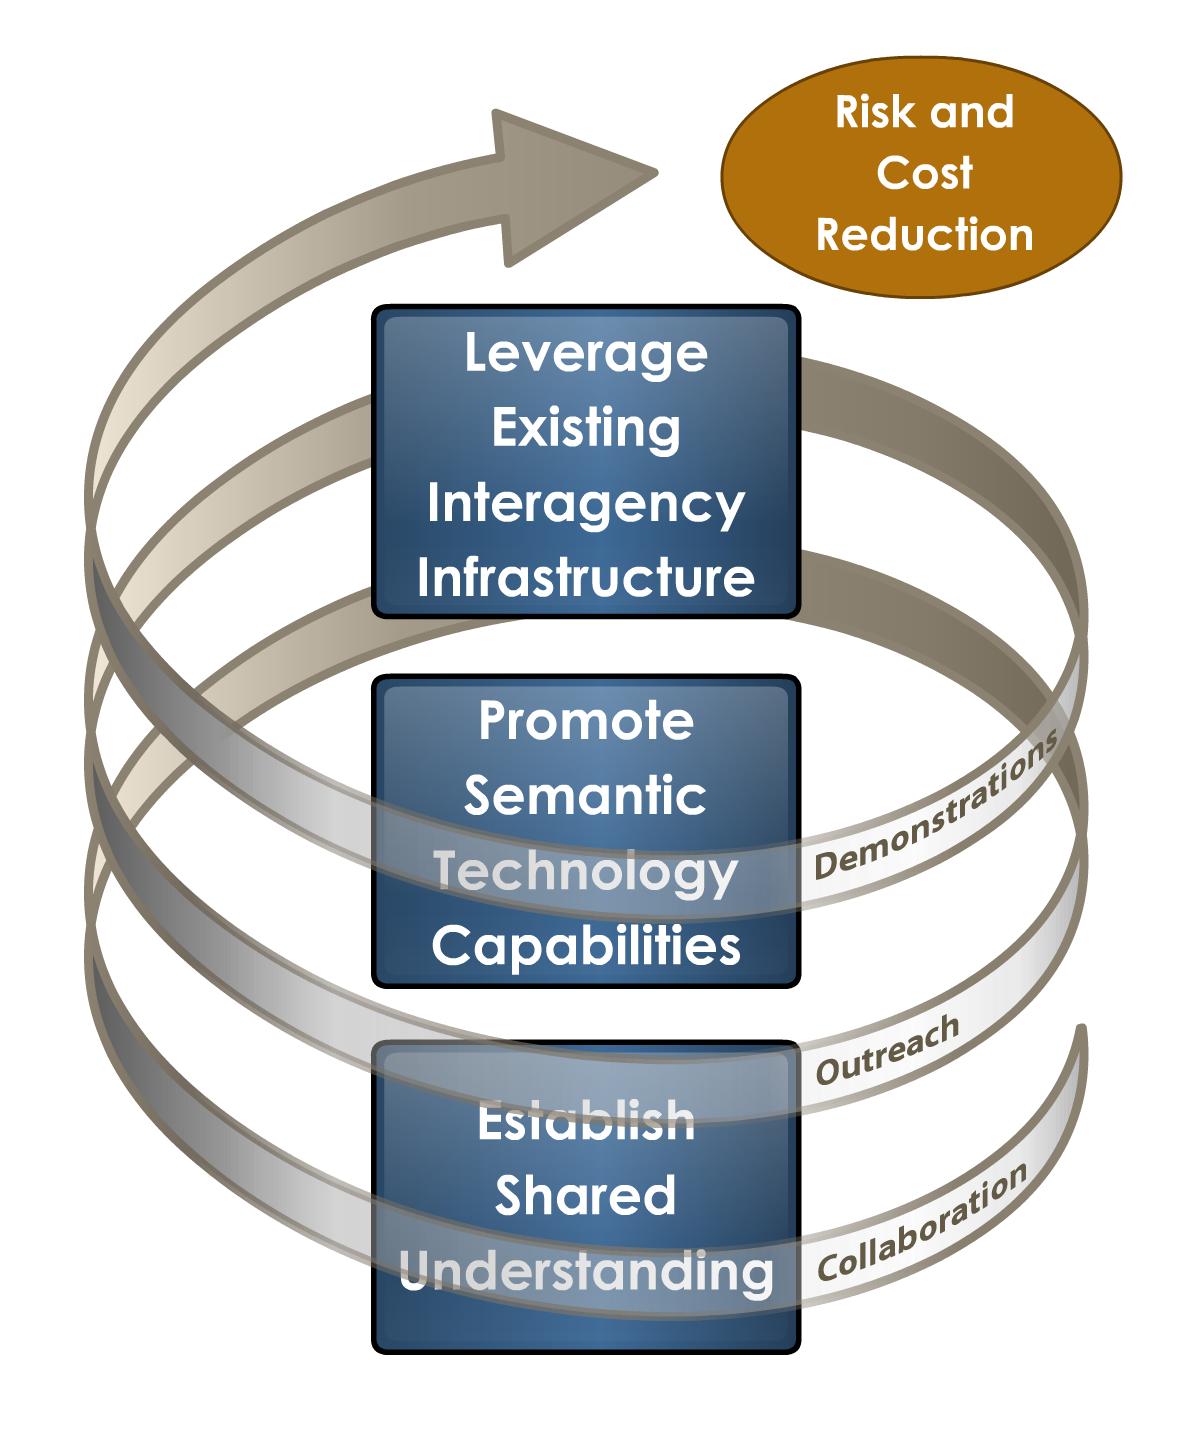 Risk and
Cost
Reduction
Leverage
Existing
Interagency
Infrastructure
Promote
Semantic
Technology
Capabilities
Demonstrations
Outreach
Establish
Shared
Understanding
Collaboration